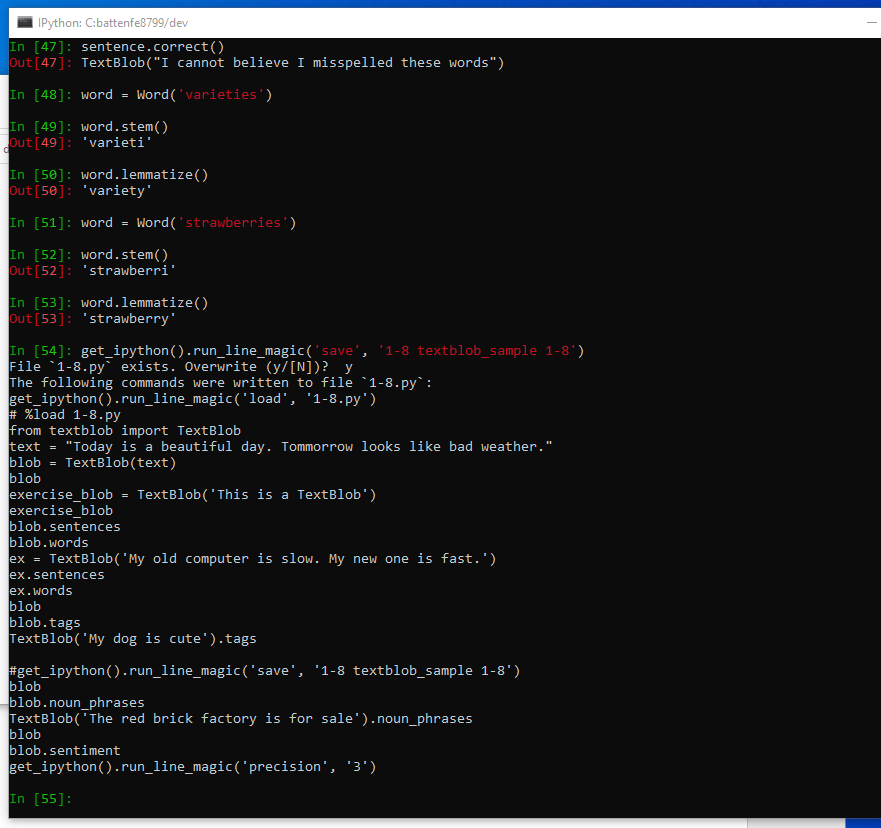 IPython: C:battenfe8799/dev
In [47]: sentence.correct()
Out[47]: TextBlob("I cannot believe I misspelled these words")
In [48]: word = Word('varieties')
In [49]: word.stem()
Out[49]: 'varieti'
In [50]: word.lemmatize()
Out[50]: 'variety'
In [51]: word = Word('strawberries')
In [52]: word.stem()
Out[52]: 'strawberri'
In [53]: word.lemmatize()
Out[53]: 'strawberry'
In [54]: get_ipython().run_line_magic('save', '1-8 textblob_sample 1-8')
File `1-8.py` exists. Overwrite (y/[N])?  y
The following commands were written to file `1-8.py`:
get_ipython().run_line_magic('load', '1-8.py')
# %load 1-8.py
from textblob import TextBlob
text = "Today is a beautiful day. Tommorrow looks like bad weather."
blob = TextBlob(text)
blob
exercise_blob = TextBlob('This is a TextBlob')
exercise_blob
blob.sentences
blob.words
ex = TextBlob('My old computer is slow. My new one is fast.')
ex.sentences
ex.words
blob
blob.tags
TextBlob('My dog is cute').tags
#get_ipython().run_line_magic('save', '1-8 textblob_sample 1-8')
blob
blob.noun_phrases
TextBlob('The red brick factory is for sale').noun_phrases
blob
blob.sentiment
get_ipython().run_line_magic('precision', '3')
In [55]: